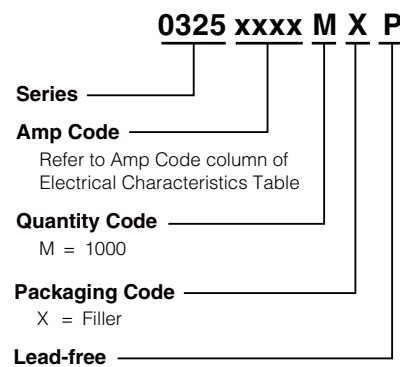 0325 xxxx M X P
Series
Amp Code
Refer to Amp Code column of
Electrical Characteristics Table
Quantity Code
M = 1000
Packaging Code
X = Filler
Lead-free